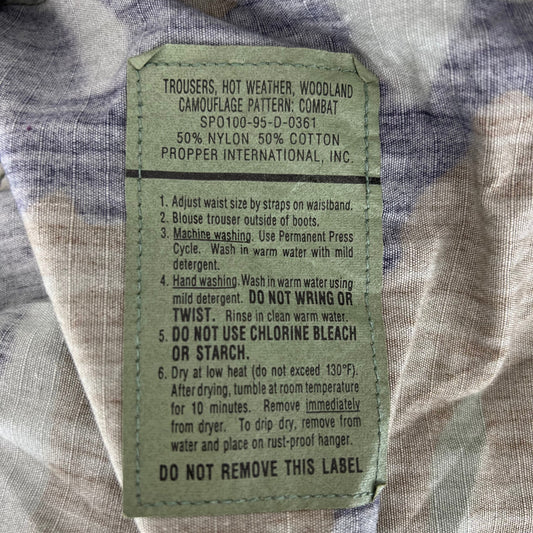 TROUSERS, HOT WEATHER, WOODLAND
CAMOUFLAGE PATTERN: COMBAT
SPO100-95-D-0361
50% NYLON 50% COTTON
PROPPER INTERNATIONAL, INC.
1. Adjust waist size by straps on waistband.
2. Blouse trouser outside of boots.
3. Machine washing. Use Permanent Press
Cycle. Wash in warm water with mild
detergent.
4. Hand washing. Wash in warm water using
mild detergent. DO NOT WRING OR
TWIST. Rinse in clean warm water.
5. DO NOT USE CHLORINE BLEACH
OR STARCH.
6. Dry at low heat (do not exceed 130°F).
After drying, tumble at room temperature
for 10 minutes. Remove immediately
from dryer. To drip dry, remove from
water and place on rust-proof hanger.
DO NOT REMOVE THIS LABEL